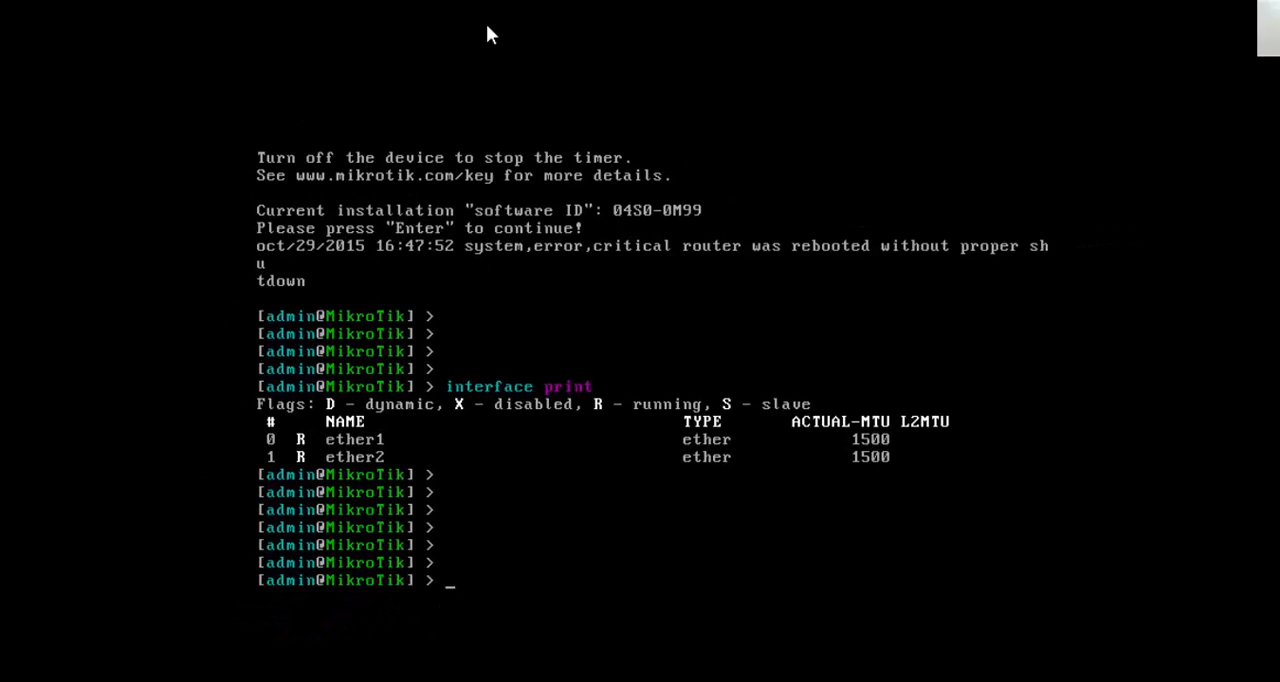 Turn off the device to stop the timer.
See www.mikrotik.com/key for more details.
Current installation "software ID": 04S0-0M99
Please press "Enter" to continue!
oct/29/2015 16:47:52 system,error,critical router was rebooted without proper sh
u
tdown
[admin@MikroTik] >
[admin@MikroTik] >
[admin@MikroTik] >
[admin@MikroTik] >
[admin@MikroTik] > interface print
Flags: D - dynamic, X - disabled, R - running, S - slave
# NAME TYPE ACTUAL-MTU L2MTU
0 R ether1 ether 1500
1 R ether2 ether 1500
[admin@MikroTik] >
[admin@MikroTik] >
[admin@MikroTik] >
[admin@MikroTik] >
[admin@MikroTik] >
[admin@MikroTik] >
[admin@MikroTik] > _